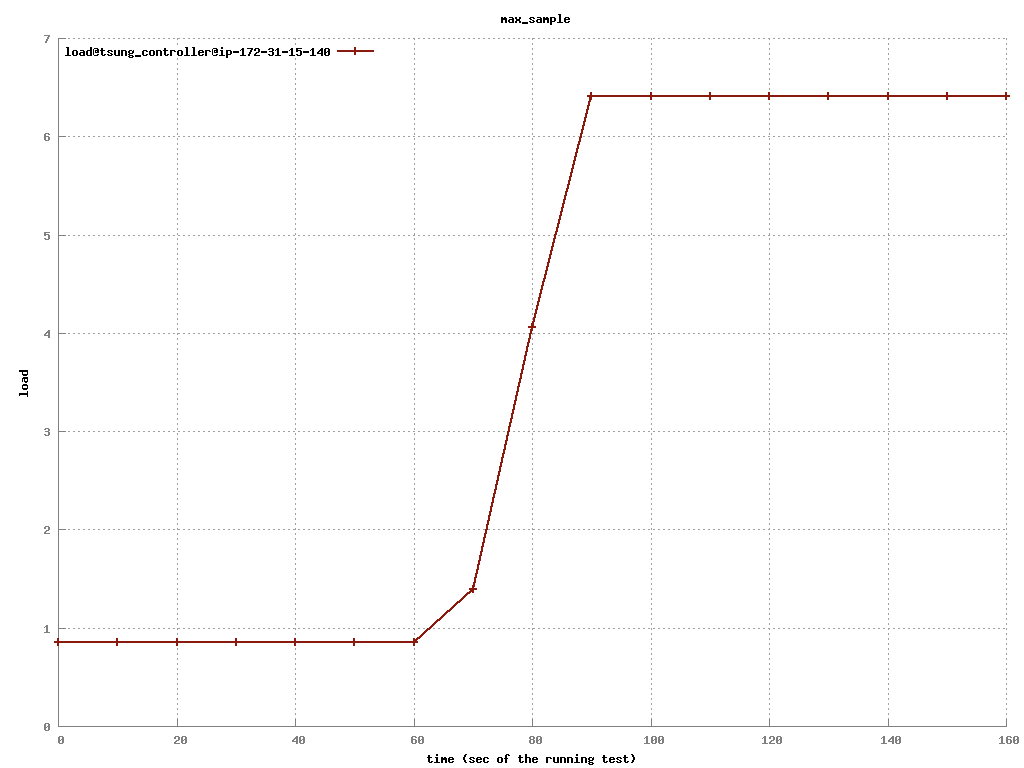 max_sample
load@tsung_controller@ip-172-31-15-140
7
6
5
4
3
2
1
0
load
0 20 40 60 80 100 120 140 160
time (sec of the running test)